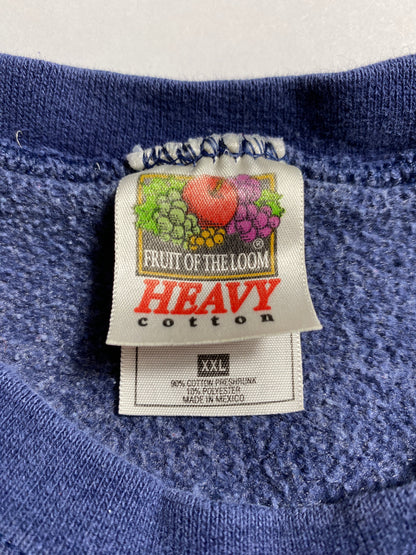 FRUIT OF THE LOOM
®
HEAVY
cotton
XXL
90% COTTON PRESHRUNK
10% POLYESTER
MADE IN MEXICO